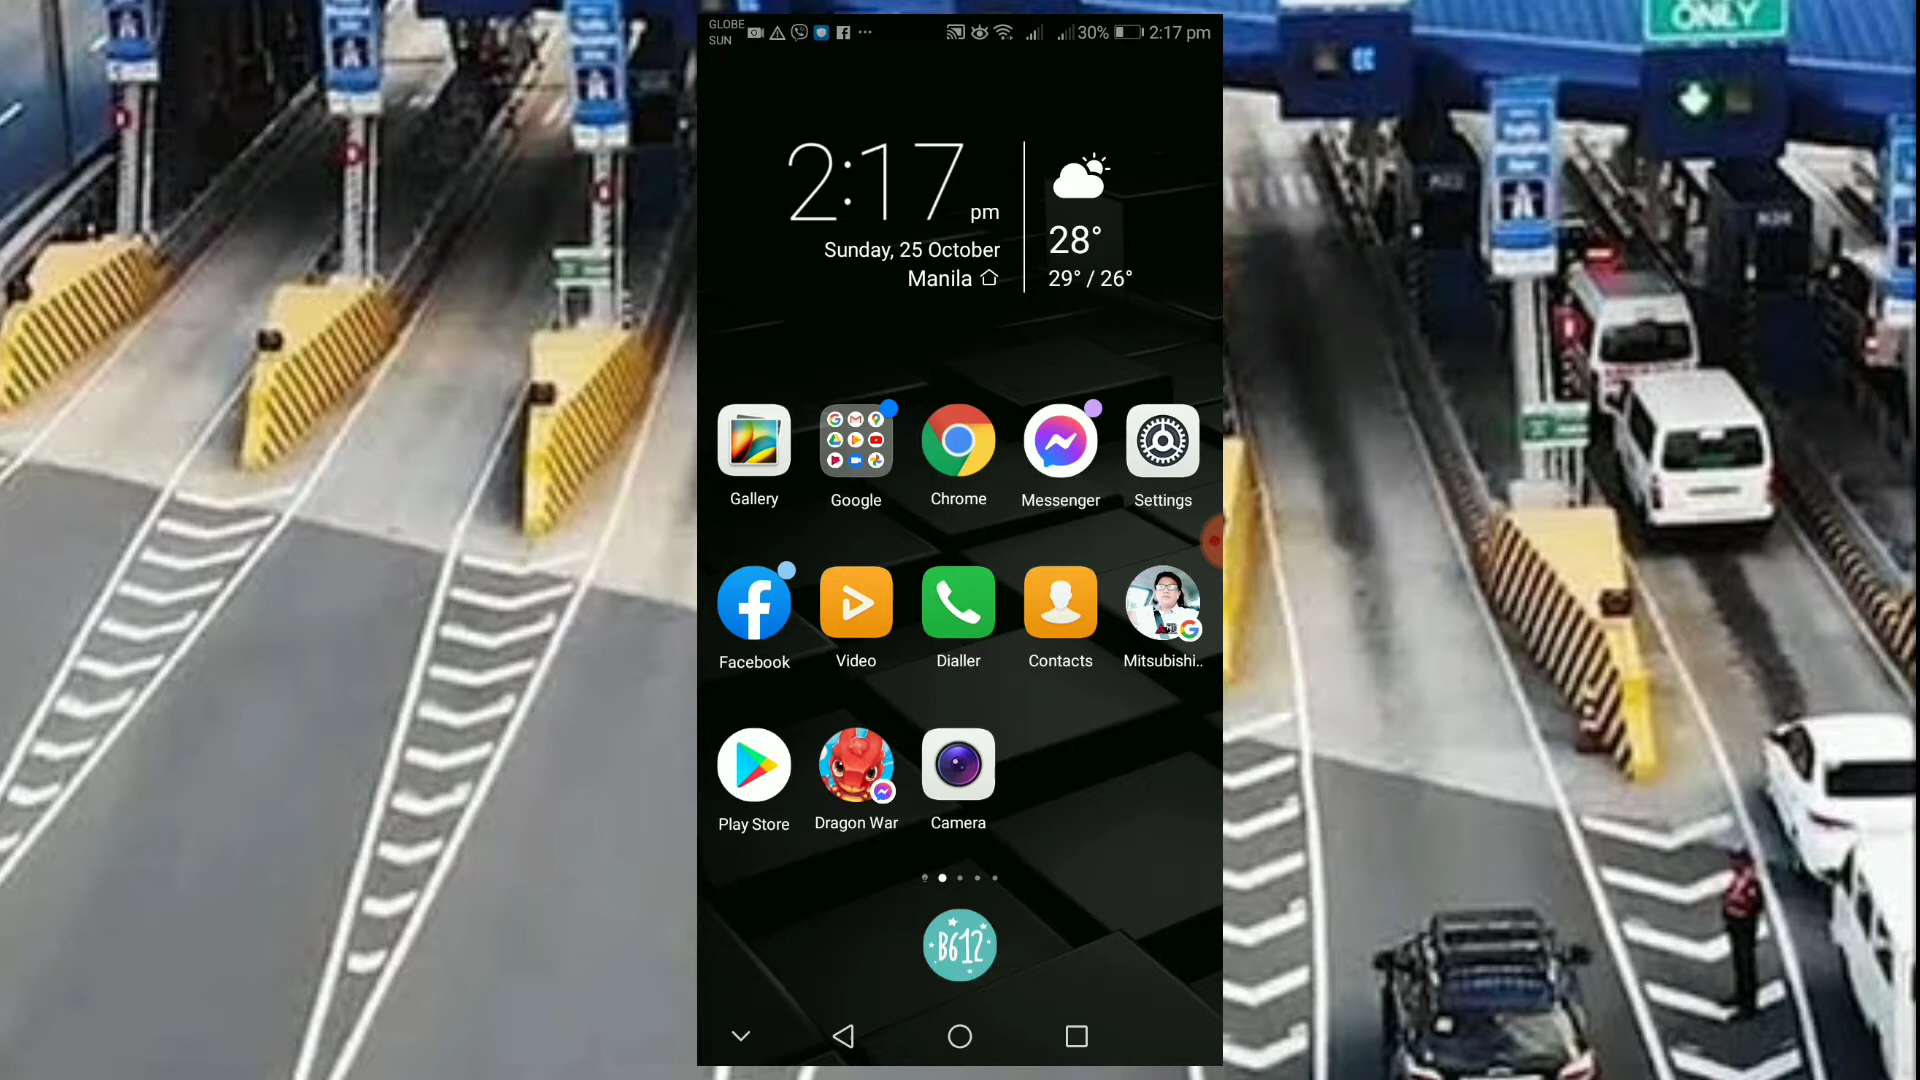 ONLY
GLOBE
SUN
30% 2:17 pm
2:17 pm
Sunday, 25 October
Manila
28°
29° / 26°
Gallery
Google
Chrome
Messenger
Settings
Facebook
Video
Dialler
Contacts
Mitsubishi..
Play Store
Dragon War
Camera
B612